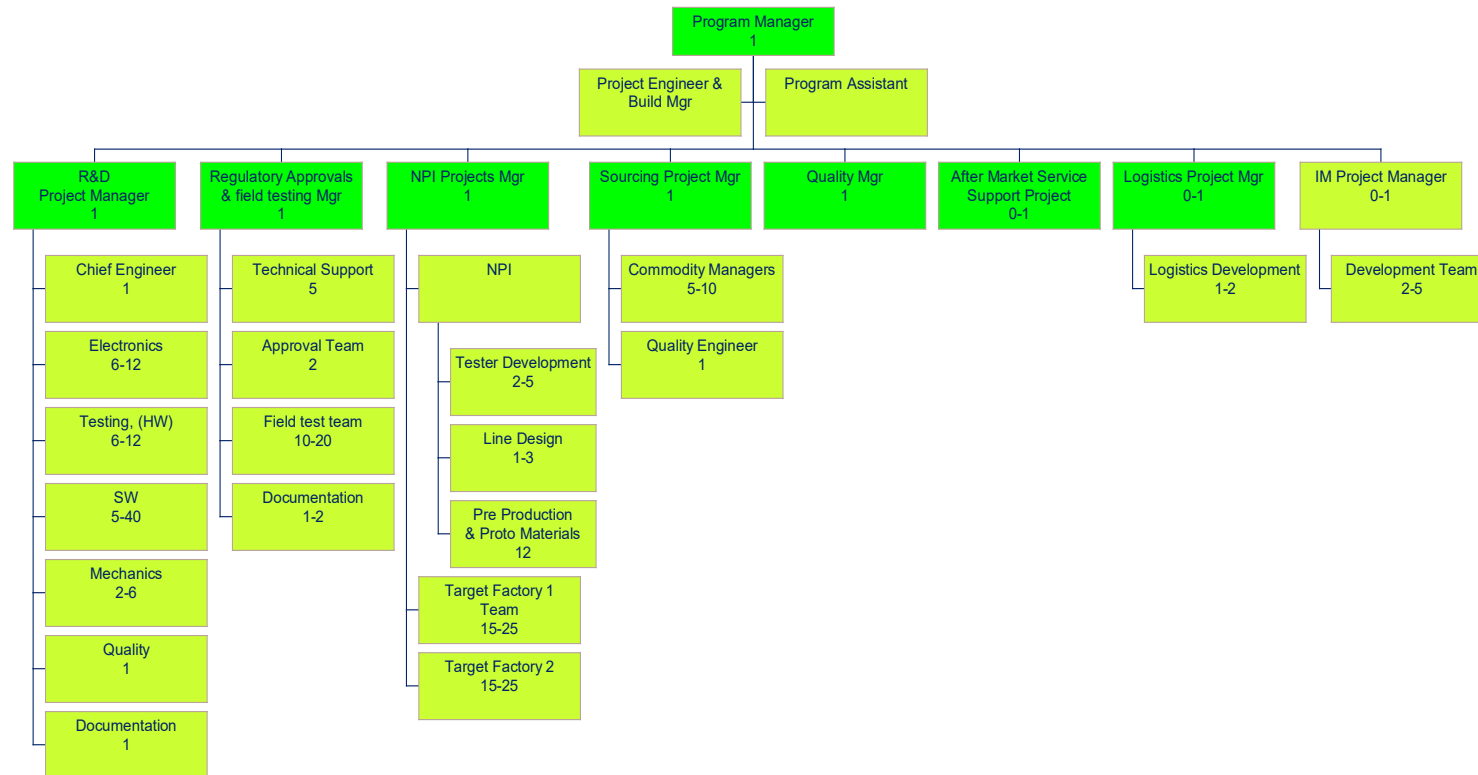 Program Manager
1
Project Engineer &
Build Mgr
Program Assistant
R&D
Project Manager
1
Regulatory Approvals
& field testing Mgr
1
NPI Projects Mgr
1
Sourcing Project Mgr
1
Quality Mgr
1
After Market Service
Support Project
0-1
Logistics Project Mgr
0-1
IM Project Manager
0-1
Chief Engineer
1
Electronics
6-12
Testing, (HW)
6-12
SW
5-40
Mechanics
2-6
Quality
1
Documentation
1
Technical Support
5
Approval Team
2
Field test team
10-20
Documentation
1-2
NPI
Tester Development
2-5
Line Design
1-3
Pre Production
& Proto Materials
12
Target Factory 1
Team
15-25
Target Factory 2
15-25
Commodity Managers
5-10
Quality Engineer
1
Logistics Development
1-2
Development Team
2-5